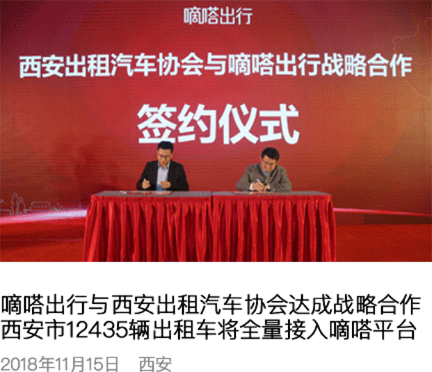 嘀嗒出行
西安出租汽车协会与嘀嗒出行战略合作
签约仪式
嘀嗒出行与西安出租汽车协会达成战略合作
西安市12435辆出租车将全量接入嘀嗒平台
2018年11月15日 西安